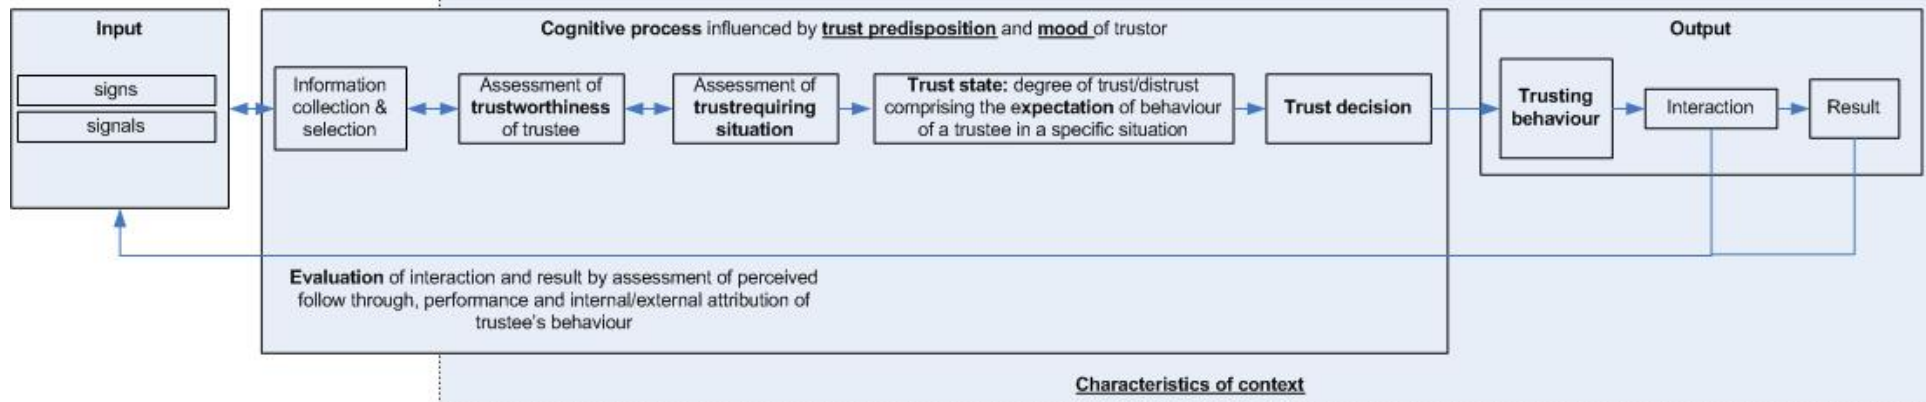 Input
signs
signals
Cognitive process influenced by trust predisposition and mood of trustor
Information
collection &
selection
Assessment of
trustworthiness
of trustee
Assessment of
trustrequiring
situation
Trust state: degree of trust/distrust
comprising the expectation of behaviour
of a trustee in a specific situation
Trust decision
Output
Trusting
behaviour
Interaction
Result
Evaluation of interaction and result by assessment of perceived
follow through, performance and internal/external attribution of
trustee's behaviour
Characteristics of context